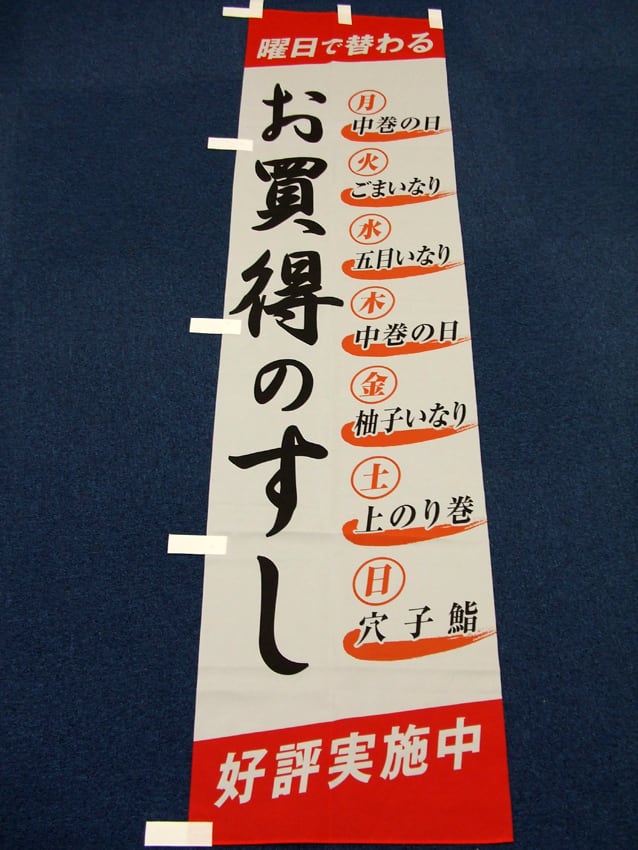 曜日で替わる
お買得のすし
月
中巻の日
火
ごまいなり
水
五目いなり
木
中巻の日
金
柚子いなり
土
上のり巻
日
穴子鮨
好評実施中